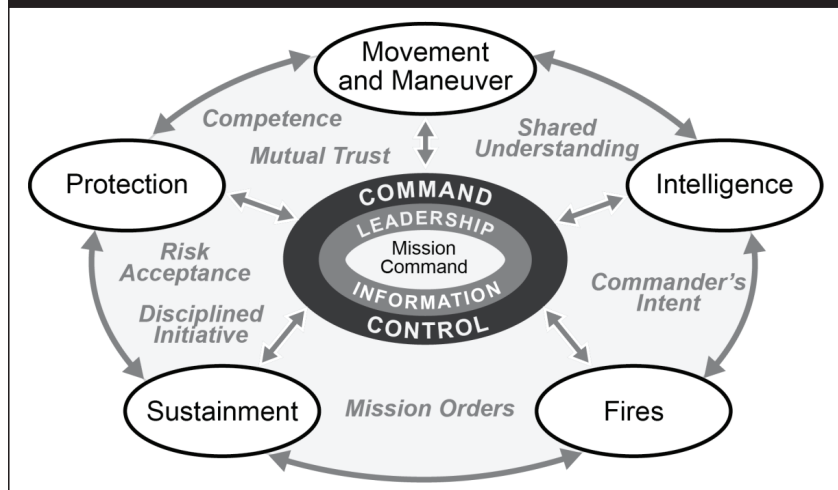 Movement
and Maneuver
Competence
Mutual Trust
Shared
Understanding
Protection
Intelligence
COMMAND
LEADERSHIP
Mission
Command
INFORMATION
CONTROL
Risk
Acceptance
Disciplined
Initiative
Commander’s
Intent
Sustainment
Mission Orders
Fires